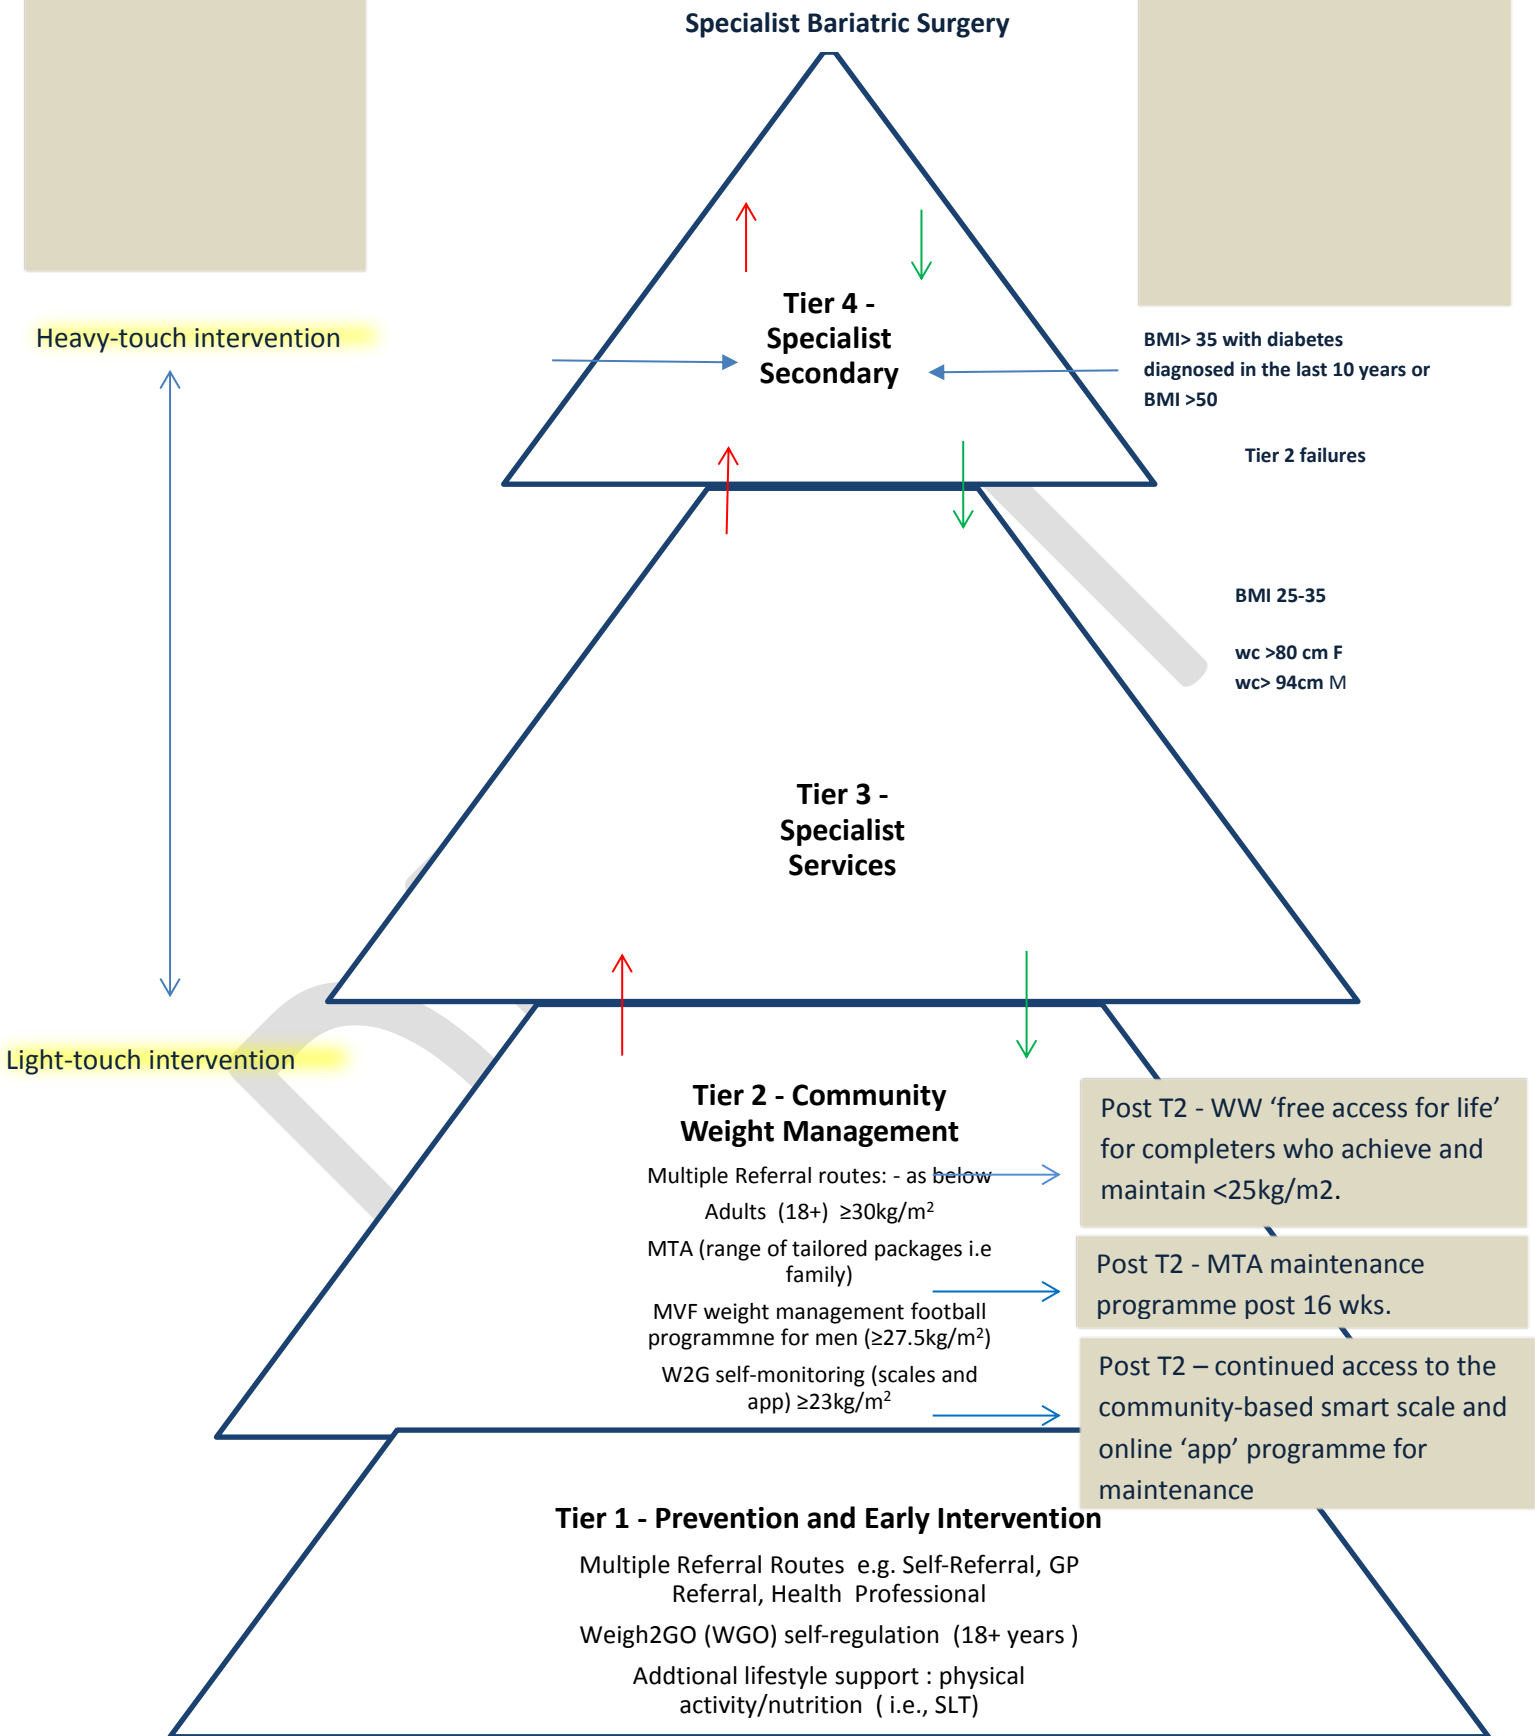 Specialist Bariatric Surgery
Heavy-touch intervention
Tier 4 -
Specialist
Secondary
BMI> 35 with diabetes
diagnosed in the last 10 years or
BMI >50
Tier 2 failures
BMI 25-35
wc >80 cm F
wc> 94cm M
Tier 3 -
Specialist
Services
Light-touch intervention
Tier 2 - Community
Weight Management
Multiple Referral routes: - as below
Adults (18+) ≥30kg/m²
MTA (range of tailored packages i.e
family)
MVF weight management football
programmne for men (≥27.5kg/m²)
W2G self-monitoring (scales and
app) ≥23kg/m²
Post T2 - WW ‘free access for life’
for completers who achieve and
maintain <25kg/m2.
Post T2 - MTA maintenance
programme post 16 wks.
Post T2 – continued access to the
community-based smart scale and
online ‘app’ programme for
maintenance
Tier 1 - Prevention and Early Intervention
Multiple Referral Routes e.g. Self-Referral, GP
Referral, Health Professional
Weigh2GO (WGO) self-regulation (18+ years )
Addtional lifestyle support : physical
activity/nutrition ( i.e., SLT)